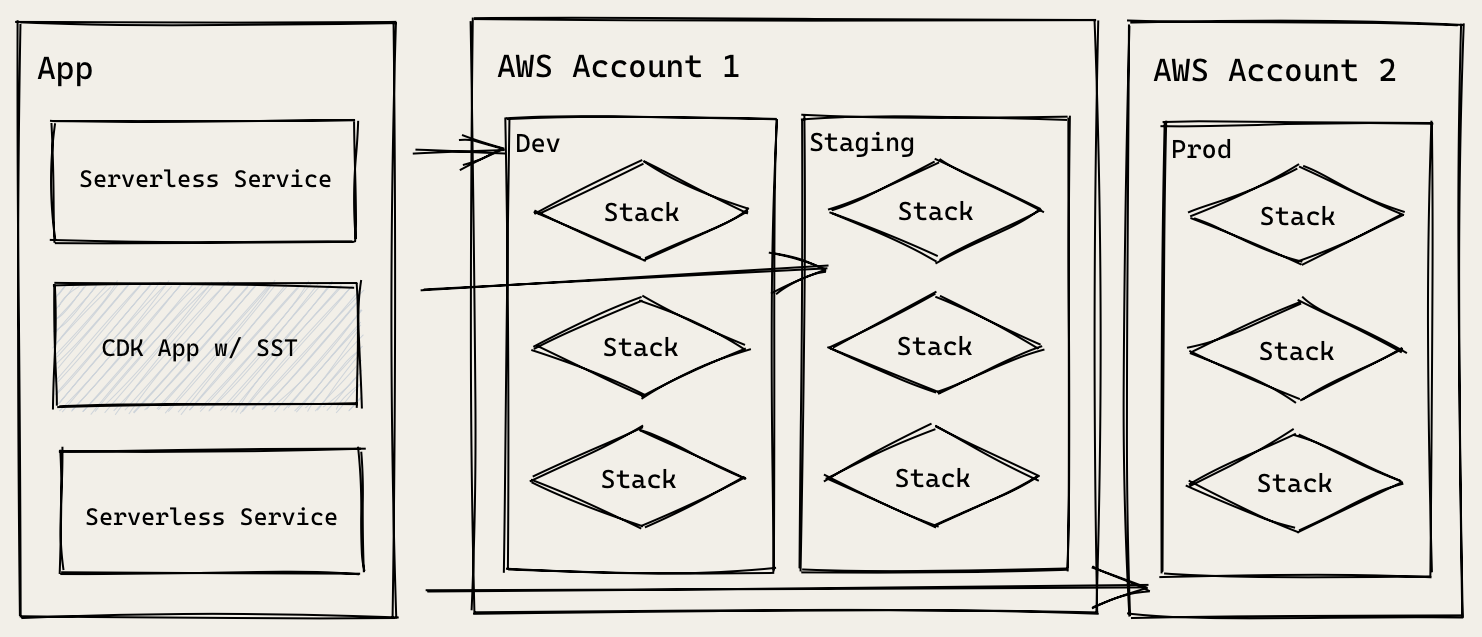 App
Serverless Service
CDK App w/ SST
Serverless Service
AWS Account 1
Dev
Stack
Stack
Stack
Staging
Stack
Stack
Stack
AWS Account 2
Prod
Stack
Stack
Stack